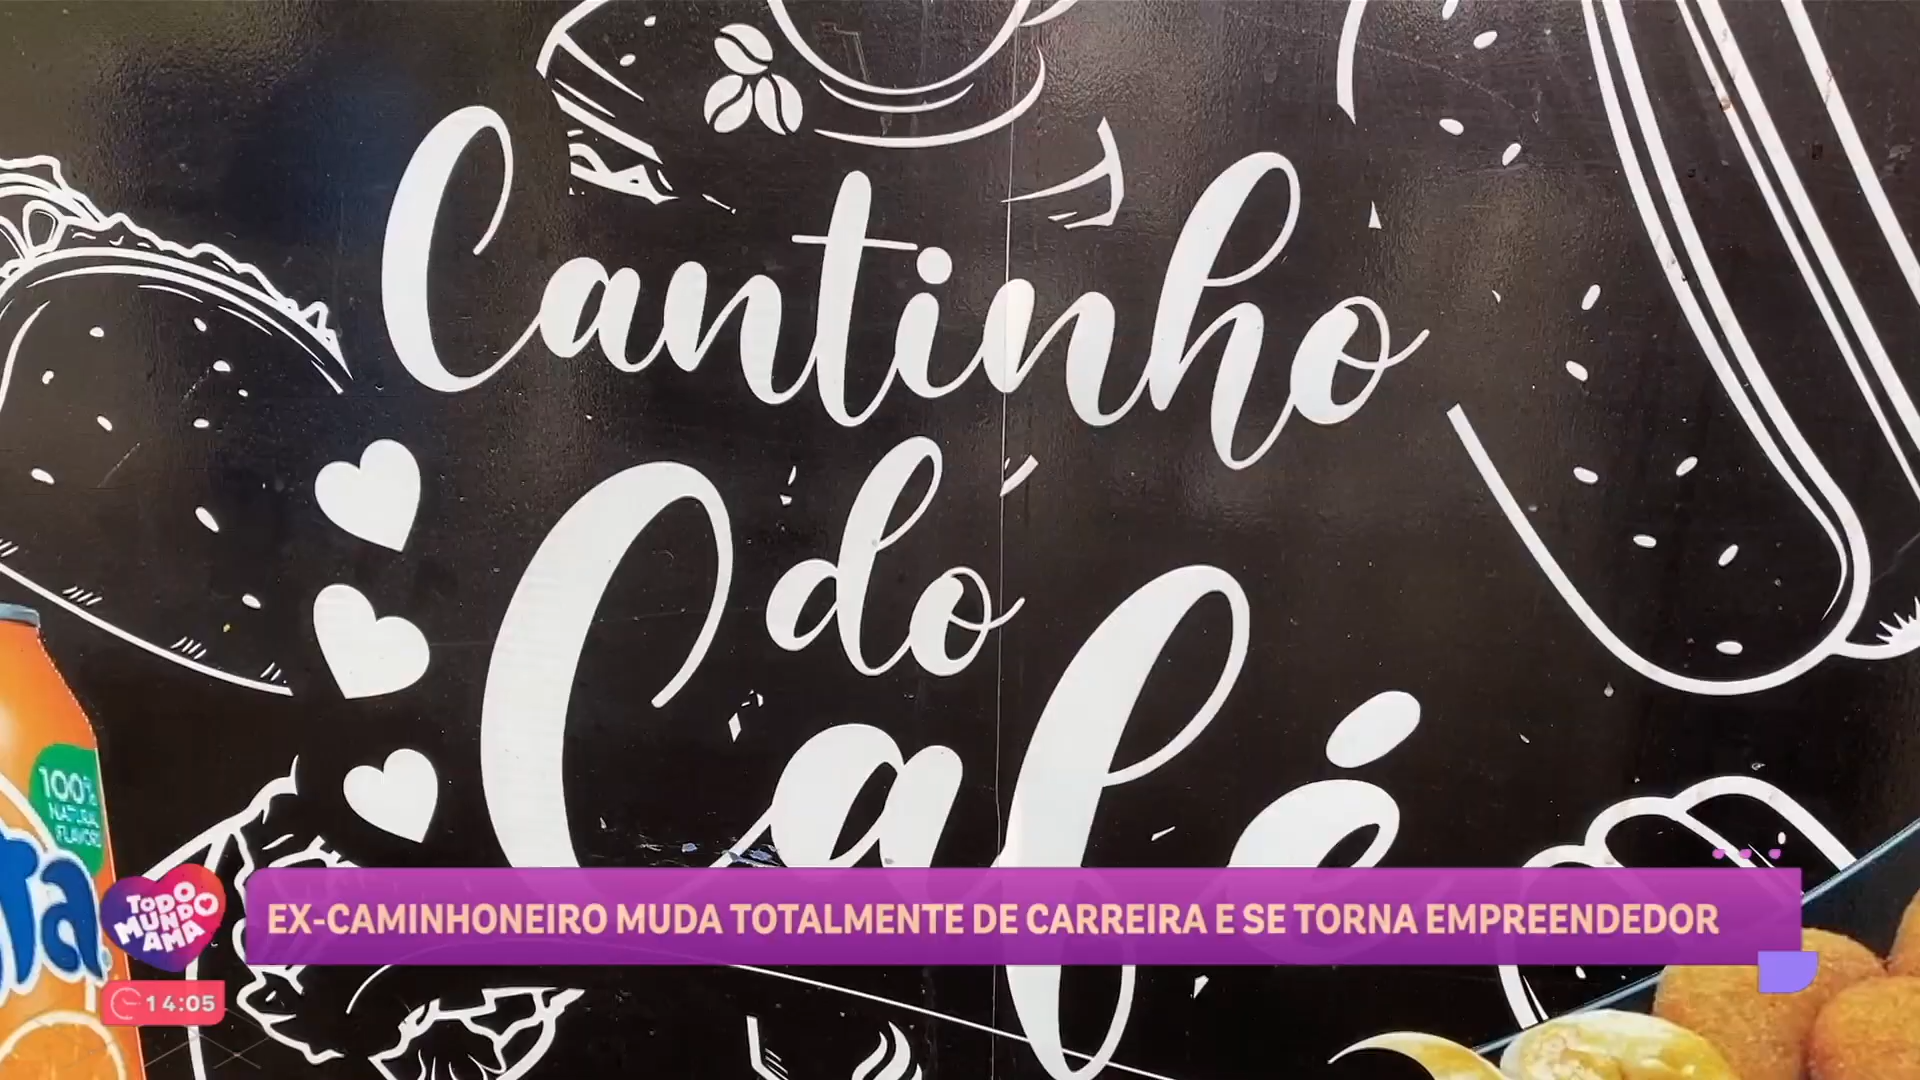 Cantinho
do
Café
100%
NATURAL
FLAVORS
ta
TODO
MUNDO
AMA
EX-CAMINHONEIRO MUDA TOTALMENTE DE CARREIRA E SE TORNA EMPREENDEDOR
14:05